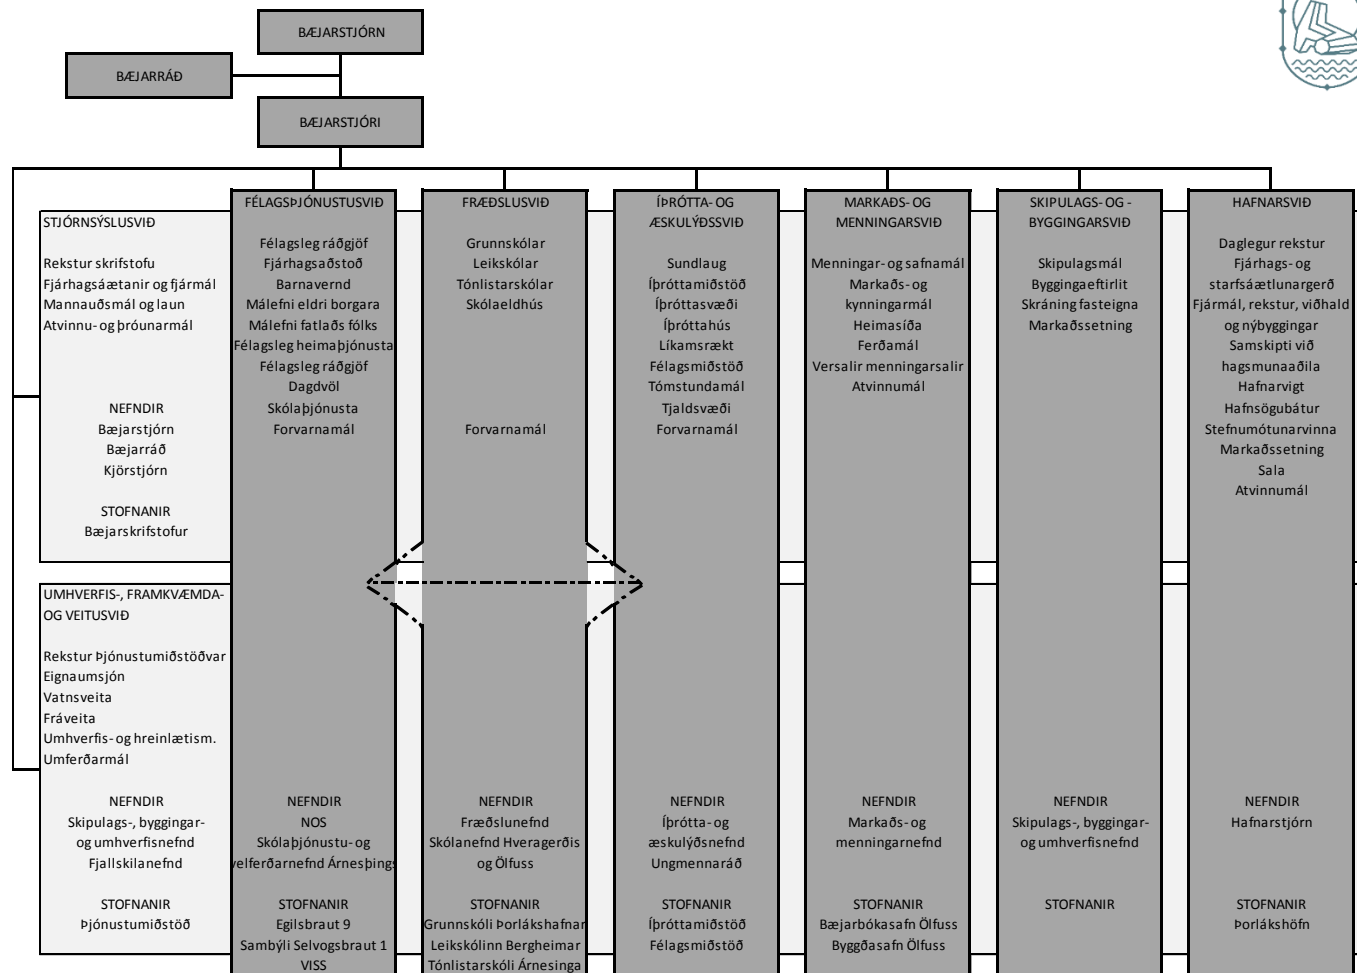 BÆJARSTJÓRN
BÆJARRÁÐ
BÆJARSTJÓRI
STJÓRNSÝSLUSVIÐ
Rekstur skrifstofu
Fjárhagsáætanir og fjármál
Mannauðsmál og laun
Atvinnu- og þróunarmál
NEFNDIR
Bæjarstjórn
Bæjarráð
Kjörstjórn
STOFNANIR
Bæjarskrifstofur
UMHVERFIS-, FRAMKVÆMDA-
OG VEITUSVIÐ
Rekstur Þjónustumiðstöðvar
Eignaumsjón
Vatnsveita
Fráveita
Umhverfis- og hreinlætism.
Umferðarmál
NEFNDIR
Skipulags-, byggingar-
og umhverfisnefnd
Fjallskilanefnd
STOFNANIR
Þjónustumiðstöð
FÉLAGSÞJÓNUSTUSVIÐ
Félagsleg ráðgjöf
Fjárhagsaðstoð
Barnavernd
Málefni eldri borgara
Málefni fatlaðs fólks
Félagsleg heimaþjónusta
Félagsleg ráðgjöf
Dagdvöl
Skólaþjónusta
Forvarnamál
NEFNDIR
NOS
Skólaþjónustu- og
velferðarnefnd Árnesþings
STOFNANIR
Egilsbraut 9
Sambýli Selvogsbraut 1
VISS
FRÆÐSLUSVIÐ
Grunnskólar
Leikskólar
Tónlistarskólar
Skólaeldhús
Forvarnamál
NEFNDIR
Fræðslunefnd
Skólanefnd Hveragerðis
og Ölfuss
STOFNANIR
Grunnskóli Þorlákshafnar
Leikskólinn Bergheimar
Tónlistarskóli Árnesinga
ÍÞRÓTTA- OG
ÆSKULÝÐSSVIÐ
Sundlaug
Íþróttamiðstöð
Íþróttasvæði
Íþróttahús
Líkamsrækt
Félagsmiðstöð
Tómstundamál
Tjaldsvæði
Forvarnamál
NEFNDIR
Íþrótta- og
æskulýðsnefnd
Ungmennaráð
STOFNANIR
Íþróttamiðstöð
Félagsmiðstöð
MARKAÐS- OG
MENNINGARSVIÐ
Menningar- og safnamál
Markaðs- og
kynningarmál
Heimasíða
Ferðamál
Versalir menningarsalir
Atvinnumál
NEFNDIR
Markaðs- og
menningarnefnd
STOFNANIR
Bæjarbókasafn Ölfuss
Byggðasafn Ölfuss
SKIPULAGS- OG -
BYGGINGARSVIÐ
Skipulagsmál
Byggingaeftirlit
Skráning fasteigna
Markaðssetning
NEFNDIR
Skipulags-, byggingar-
og umhverfisnefnd
STOFNANIR
HAFNARSVIÐ
Daglegur rekstur
Fjárhags- og
starfsáætlunargerð
Fjármál, rekstur, viðhald
og nýbyggingar
Samskipti við
hagsmunaaðila
Hafnarvigt
Hafnsögubátur
Stefnumótunarvinna
Markaðssetning
Sala
Atvinnumál
NEFNDIR
Hafnarstjórn
STOFNANIR
Þorlákshöfn